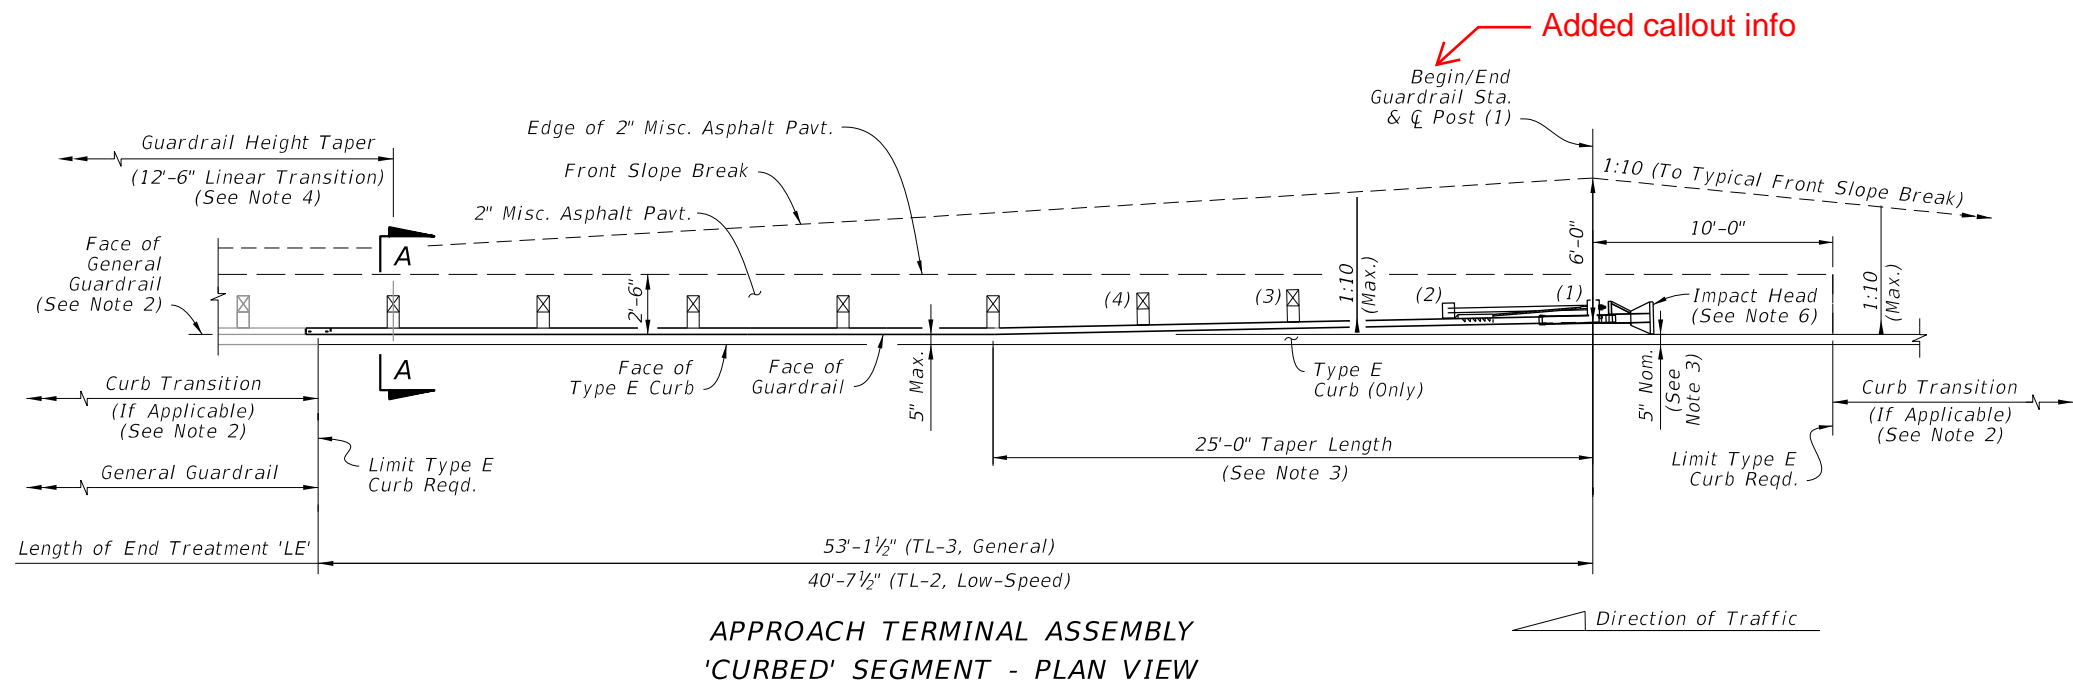 Added callout info
Begin/End
Guardrail Sta.
& ℄ Post (1)
Guardrail Height Taper
(12'-6" Linear Transition)
(See Note 4)
Edge of 2" Misc. Asphalt Pavt.
Front Slope Break
2" Misc. Asphalt Pavt.
1:10 (To Typical Front Slope Break)
Face of
General
Guardrail
(See Note 2)
A
2'-6"
(4)
(3)
1:10
(Max.)
(2)
(1)
6'-0"
10'-0"
Impact Head
(See Note 6)
1:10
(Max.)
A
Face of
Type E Curb
Face of
Guardrail
5" Max.
Type E
Curb (Only)
5" Nom.
(See
Note 3)
Curb Transition
(If Applicable)
(See Note 2)
Curb Transition
(If Applicable)
(See Note 2)
General Guardrail
Limit Type E
Curb Reqd.
25'-0" Taper Length
(See Note 3)
Limit Type E
Curb Reqd.
Length of End Treatment 'LE'
53'-1½" (TL-3, General)
40'-7½" (TL-2, Low-Speed)
Direction of Traffic
APPROACH TERMINAL ASSEMBLY
'CURBED' SEGMENT - PLAN VIEW